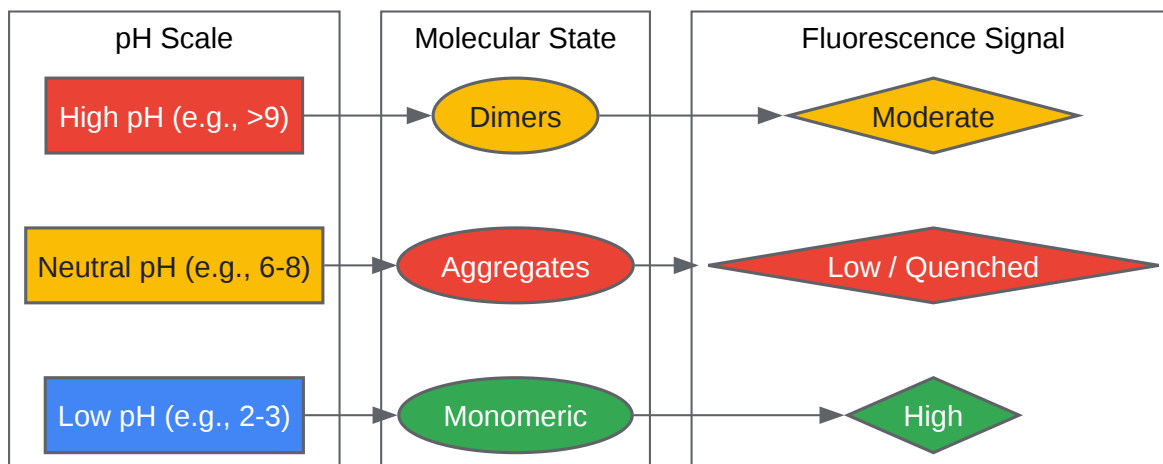 pH Scale
Molecular State
Fluorescence Signal
High pH (e.g., >9)
Dimers
Moderate
Neutral pH (e.g., 6-8)
Aggregates
Low / Quenched
Low pH (e.g., 2-3)
Monomeric
High